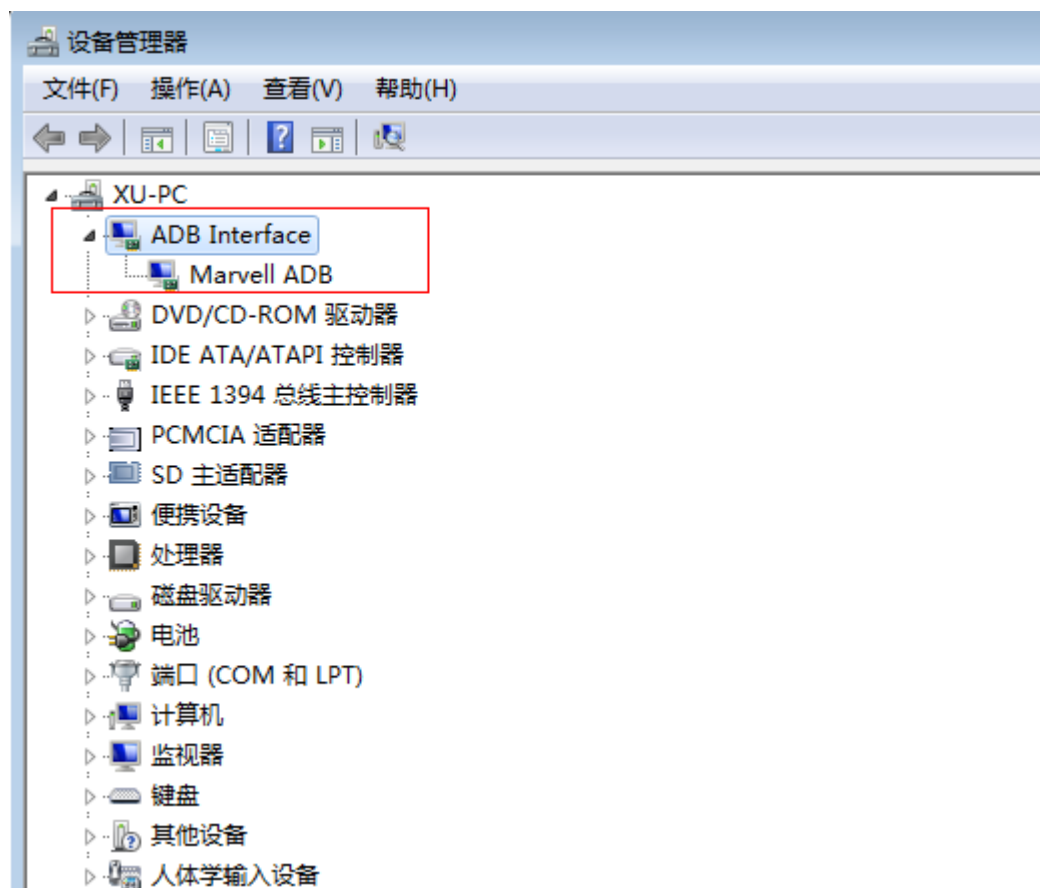 设备管理器
文件(F) 操作(A) 查看(V) 帮助(H)
XU-PC
ADB Interface
Marvell ADB
DVD/CD-ROM 驱动器
IDE ATA/ATAPI 控制器
IEEE 1394 总线主控制器
PCMCIA 适配器
SD 主适配器
便携设备
处理器
磁盘驱动器
电池
端口 (COM 和 LPT)
计算机
监视器
键盘
其他设备
人体学输入设备